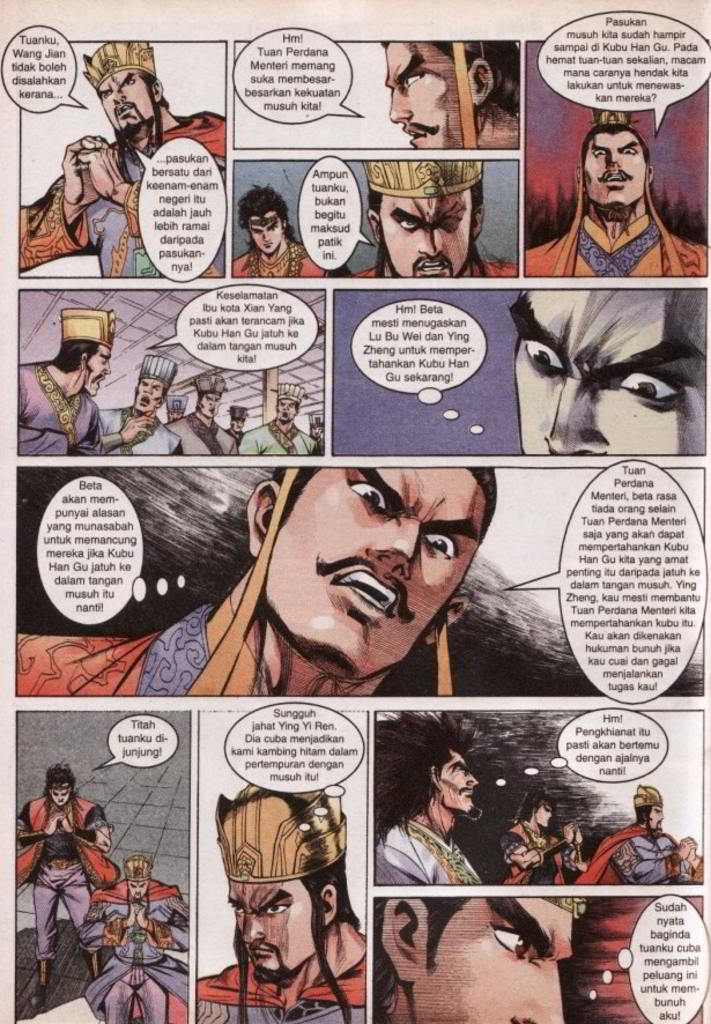 Tuanku,
Wang Jian
tidak boleh
disalahkan
kerana...
...pasukan
bersatu dari
keenam-enam
negeri itu
adalah jauh
lebih ramai
daripada
pasukan-
nya!
Hm!
Tuan Perdana
Menteri memang
suka membesar-
besarkan kekuatan
musuh kita!
Ampun
tuanku,
bukan
begitu
maksud
patik
ini.
Pasukan
musuh kita sudah hampir
sampai di Kubu Han Gu. Pada
hemat tuan-tuan sekalian, macam
mana caranya hendak kita
lakukan untuk menewas-
kan mereka?
Keselamatan
Ibu kota Xian Yang
pasti akan terancam jika
Kubu Han Gu jatuh ke
dalam tangan musuh
kita!
Hm! Beta
mesti menugaskan
Lu Bu Wei dan Ying
Zheng untuk memper-
tahankan Kubu Han
Gu sekarang!
Beta
akan mem-
punyai alasan
yang munasabah
untuk memancung
mereka jika Kubu
Han Gu jatuh ke
dalam tangan
musuh itu
nanti!
Tuan
Perdana
Menteri, beta rasa
tiada orang selain
Tuan Perdana Menteri
saja yang akan dapat
mempertahankan Kubu
Han Gu kita yang amat
penting itu daripada jatuh ke
dalam tangan musuh. Ying
Zheng, kau mesti membantu
Tuan Perdana Menteri kita
mempertahankan kubu itu.
Kau akan dikenakan
hukuman bunuh jika
kau cuai dan gagal
menjalankan
tugas kau!
Titah
tuanku di-
junjung!
Sungguh
jahat Ying Yi Ren.
Dia cuba menjadikan
kami kambing hitam dalam
pertempuran dengan
musuh itu!
Hm!
Pengkhianat itu
pasti akan bertemu
dengan ajalnya
nanti!
Sudah
nyata
baginda
tuanku cuba
mengambil
peluang ini
untuk mem-
bunuh
aku!